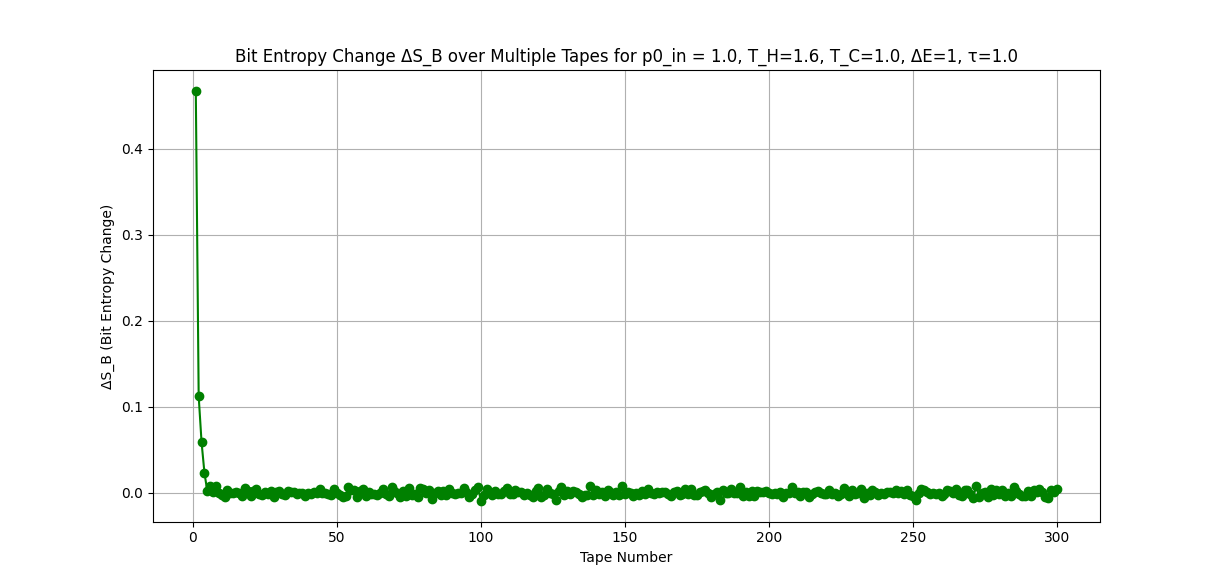 Bit Entropy Change ΔS_B over Multiple Tapes for p0_in = 1.0, T_H=1.6, T_C=1.0, ΔE=1, τ=1.0
ΔS_B (Bit Entropy Change)
0.4
0.3
0.2
0.1
0.0
0 50 100 150 200 250 300
Tape Number